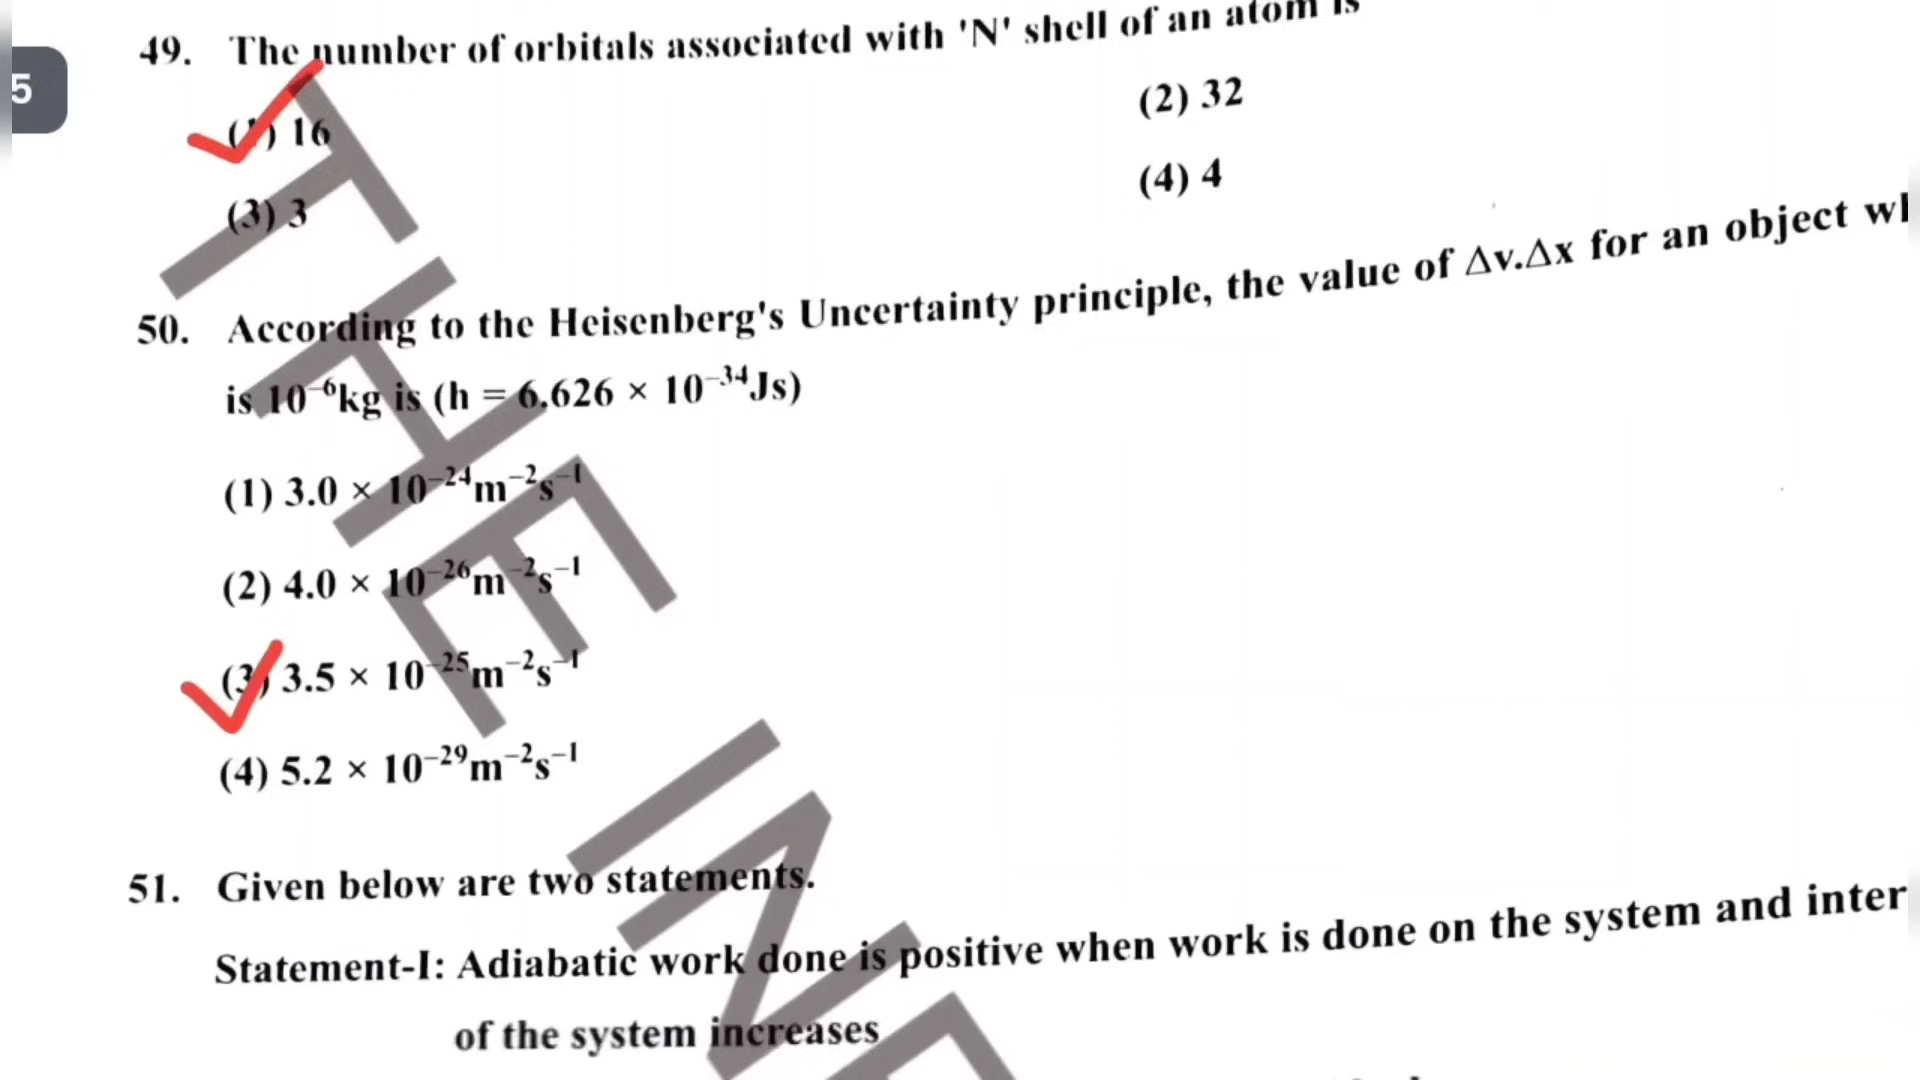 5
49. The number of orbitals associated with 'N' shell of an atom is
(1) 16
(2) 32
(3) 3
(4) 4
50. According to the Heisenberg's Uncertainty principle, the value of Δv.Δx for an object
is 10⁻⁶kg is (h = 6.626 × 10⁻³⁴Js)
(1) 3.0 × 10⁻²⁴m⁻²s⁻¹
(2) 4.0 × 10⁻²⁶m⁻²s⁻¹
(3) 3.5 × 10⁻²⁵m⁻²s⁻¹
(4) 5.2 × 10⁻²⁹m⁻²s⁻¹
51. Given below are two statements.
Statement-I: Adiabatic work done is positive when work is done on the system and inter
of the system increases
THE IN